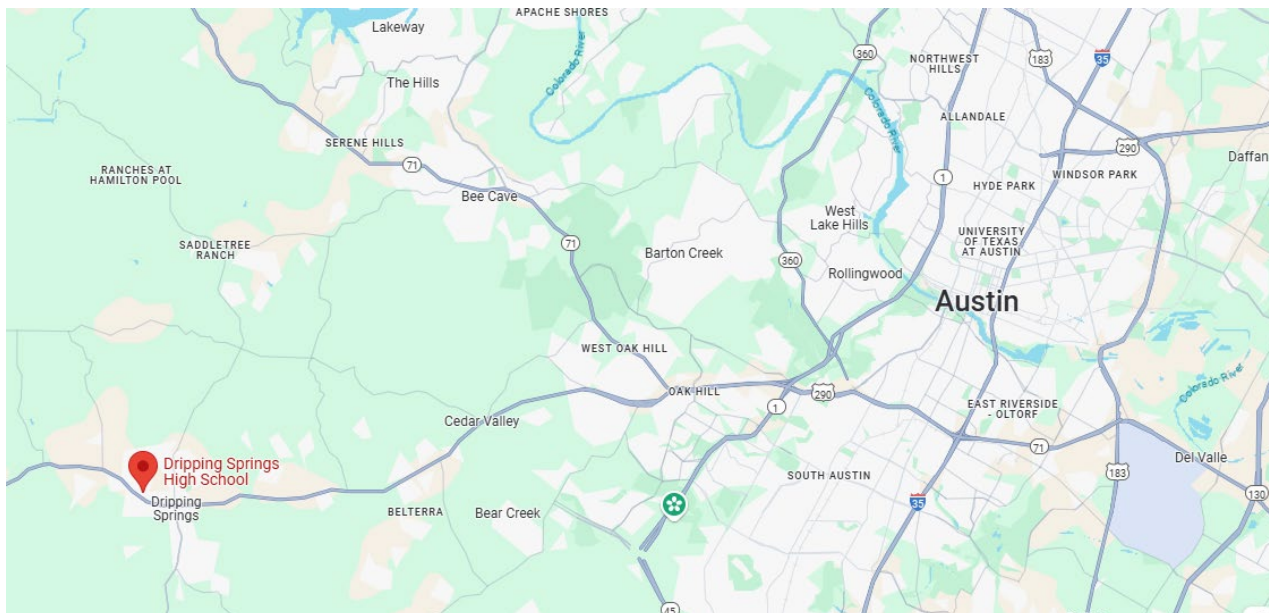 APACHE SHORES
Lakeway
360
NORTHWEST
HILLS
183
35
The Hills
Colorado River
Colorado River
ALLANDALE
SERENE HILLS
71
290
Daffan
RANCHES AT
HAMILTON POOL
WINDSOR PARK
1
HYDE PARK
Bee Cave
West
Lake Hills
UNIVERSITY
OF TEXAS
AT AUSTIN
SADDLETREE
RANCH
71
Barton Creek
360
Rollingwood
Austin
WEST OAK HILL
Colorado River
OAK HILL
290
1
EAST RIVERSIDE
- OLTORF
Cedar Valley
71
Del Valle
Dripping Springs
High School
SOUTH AUSTIN
183
Dripping
Springs
BELTERRA
Bear Creek
35
130
45